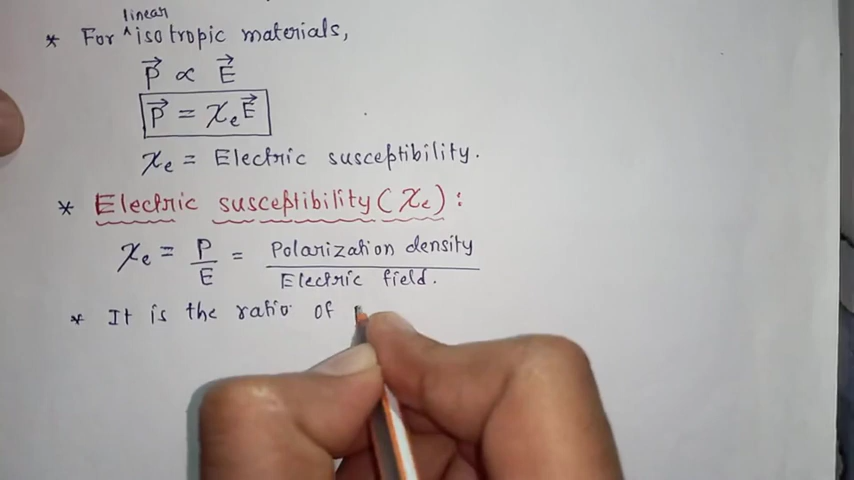 * For ^ linear isotropic materials,
P⃗ ∝ E⃗
P⃗ = χₑE⃗
χₑ = Electric susceptibility.
* Electric susceptibility (χₑ) :
χₑ = P/E = Polarization density / Electric field.
* It is the ratio of